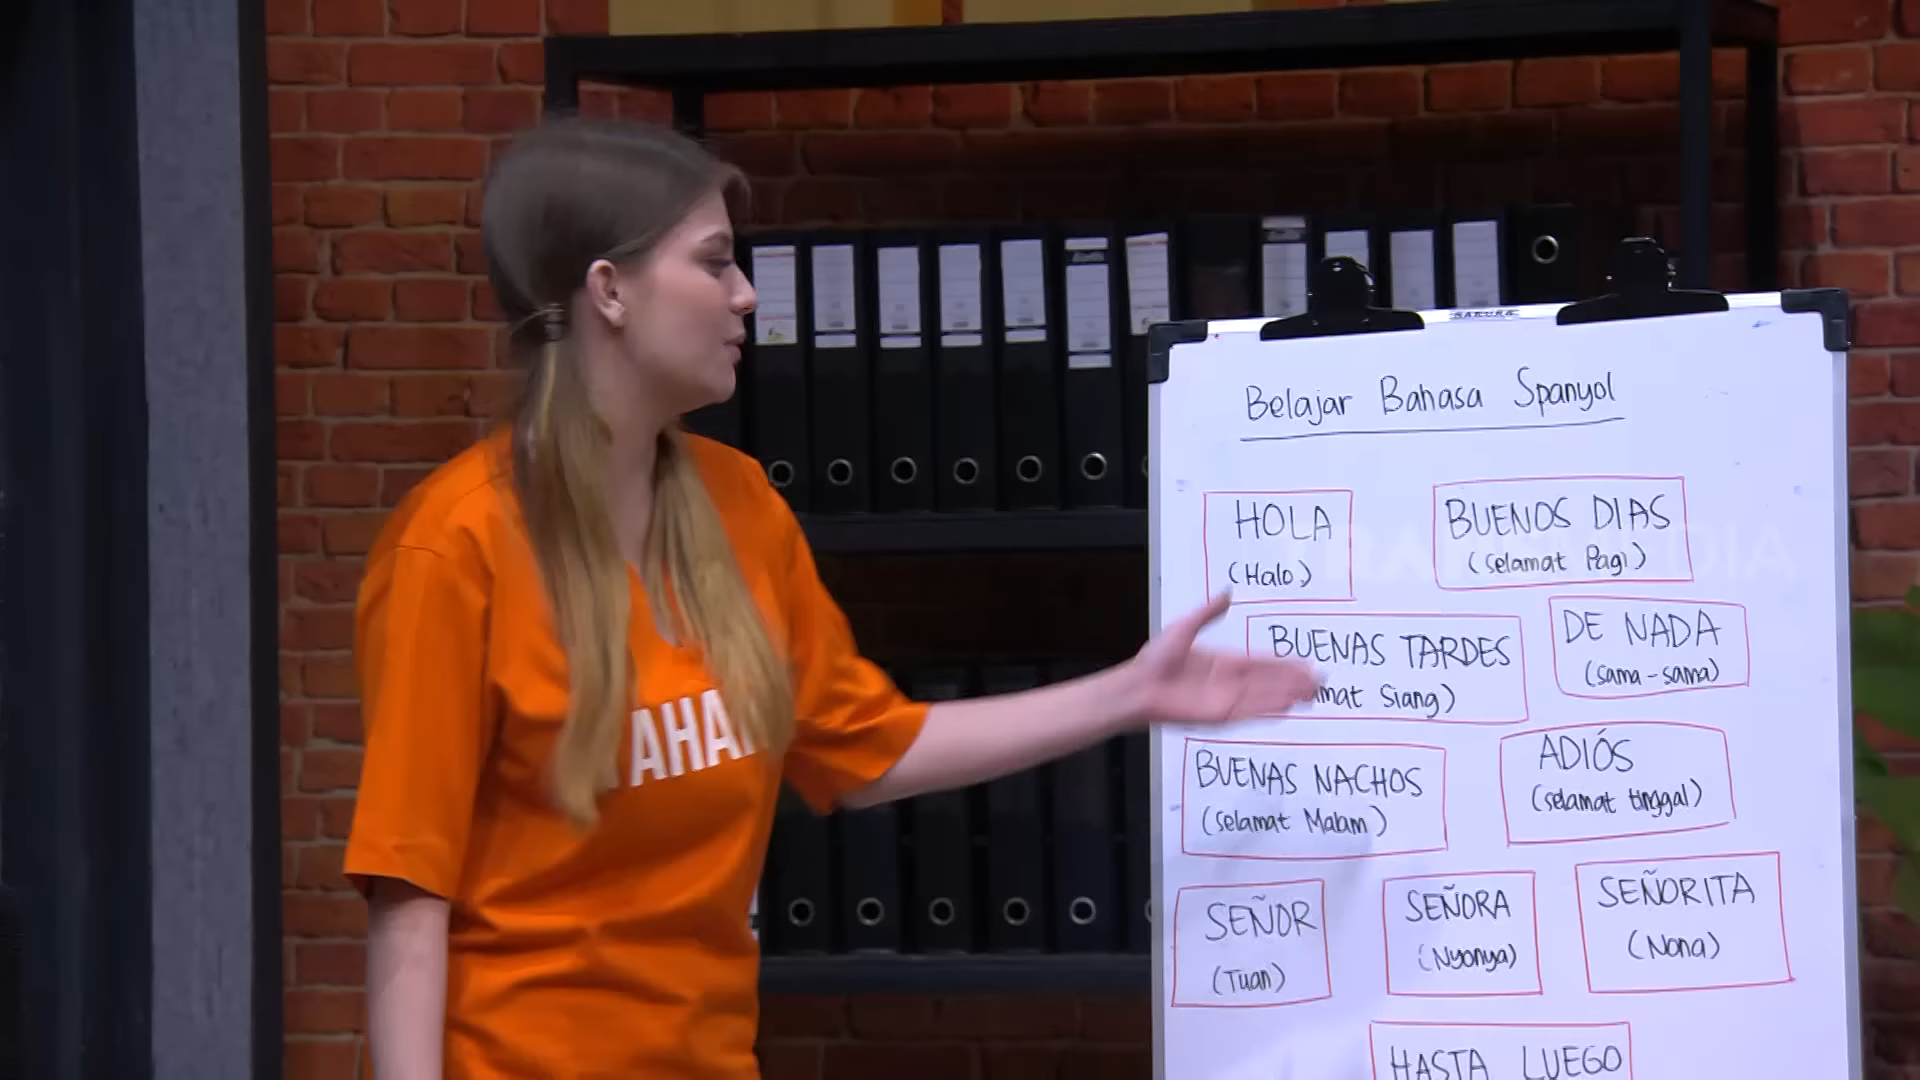 SAKURA
Belajar Bahasa Spanyol
HOLA
(Halo)
BUENOS DIAS
(selamat Pagi)
BUENAS TARDES
Siang)
DE NADA
(sama-sama)
BUENAS NACHOS
(selamat Malam)
ADIÓS
(selamat tinggal)
SEÑOR
(Tuan)
SEÑORA
(Nyonya)
SEÑORITA
(Nona)
HASTA LUEGO